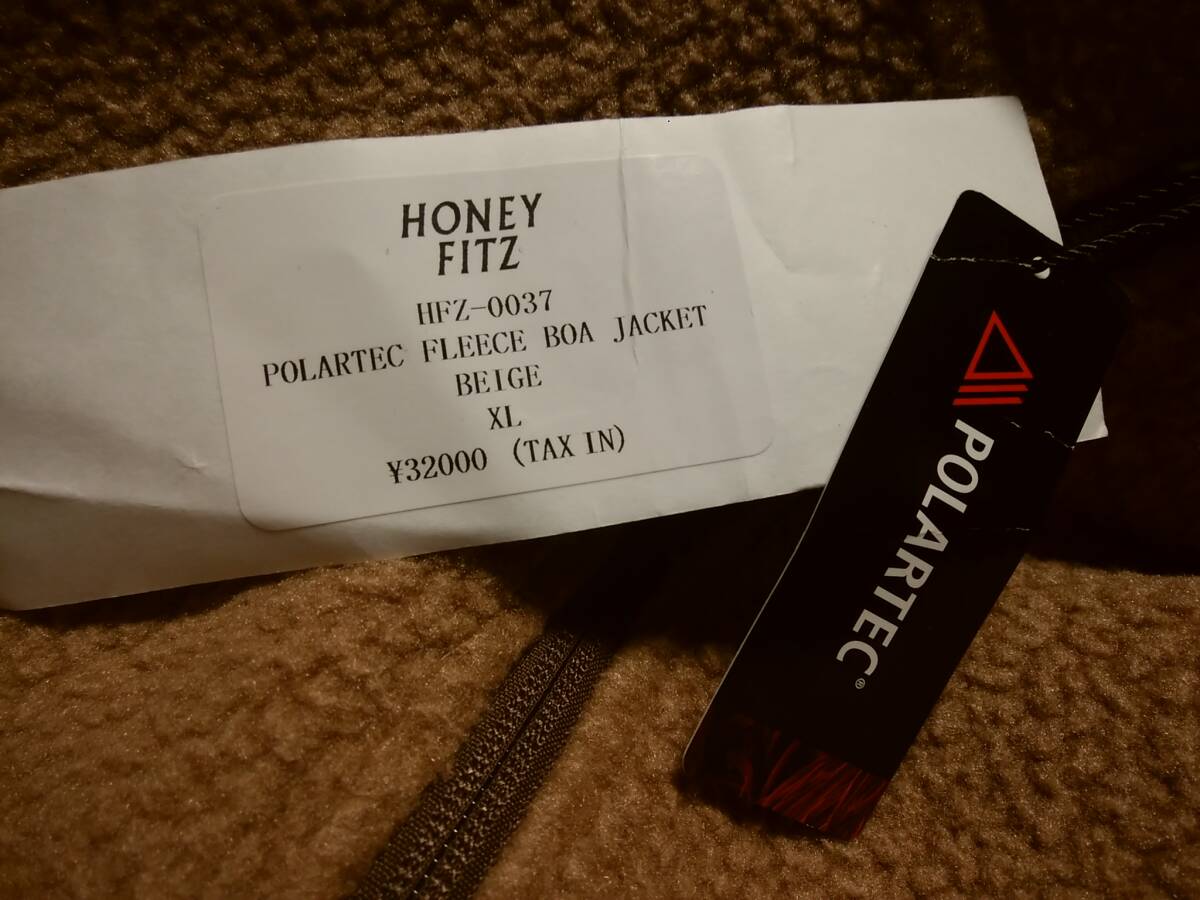 HONEY
FITZ
HFZ-0037
POLARTEC FLEECE BOA JACKET
BEIGE
XL
¥32000 (TAX IN)
POLARTEC®